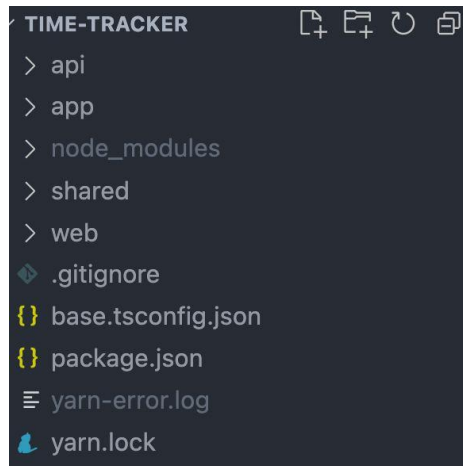 TIME-TRACKER
api
app
node_modules
shared
web
.gitignore
base.tsconfig.json
package.json
yarn-error.log
yarn.lock